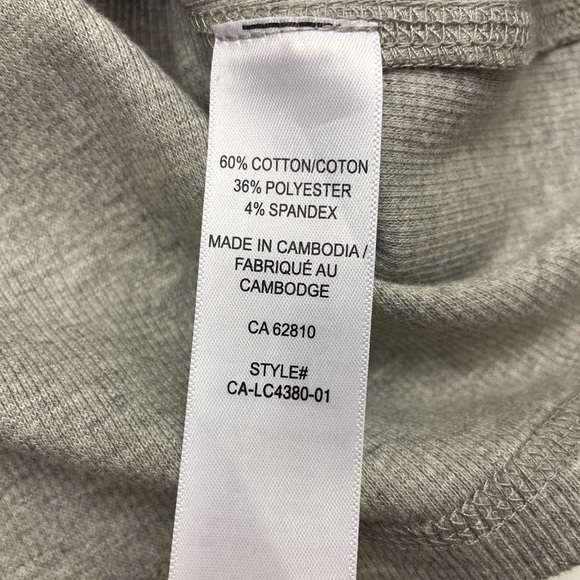 60% COTTON/COTON
36% POLYESTER
4% SPANDEX
MADE IN CAMBODIA /
FABRIQUÉ AU
CAMBODGE
CA 62810
STYLE#
CA-LC4380-01